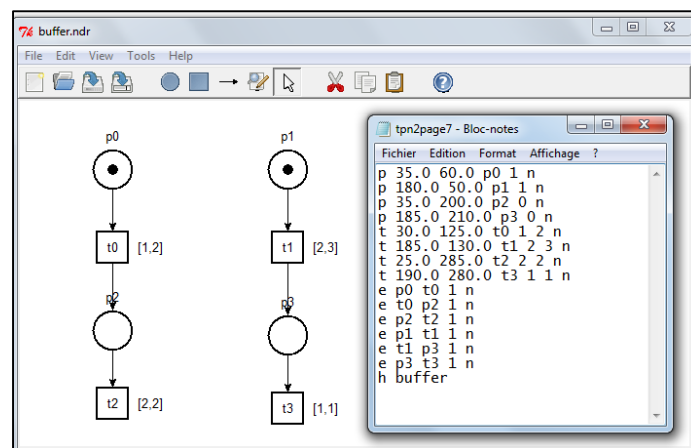 buffer.ndr
File Edit View Tools Help
p0 p1
t0 [1,2] t1 [2,3]
p2 p3
t2 [2,2] t3 [1,1]
tpn2page7 - Bloc-notes
Fichier Edition Format Affichage ?
p 35.0 60.0 p0 1 n
p 180.0 50.0 p1 1 n
p 35.0 200.0 p2 0 n
p 185.0 210.0 p3 0 n
t 30.0 125.0 t0 1 2 n
t 185.0 130.0 t1 2 3 n
t 25.0 285.0 t2 2 2 n
t 190.0 280.0 t3 1 1 n
e p0 t0 1 n
e t0 p2 1 n
e p2 t2 1 n
e p1 t1 1 n
e t1 p3 1 n
e p3 t3 1 n
h buffer